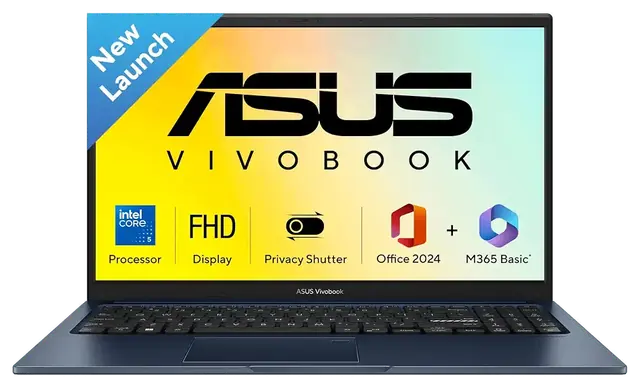 New
Launch
ASUS
VIVOBOOK
intel
CORE
5
FHD
+
Processor
Display
Privacy Shutter
Office 2024
M365 Basic*
ASUS Vivobook